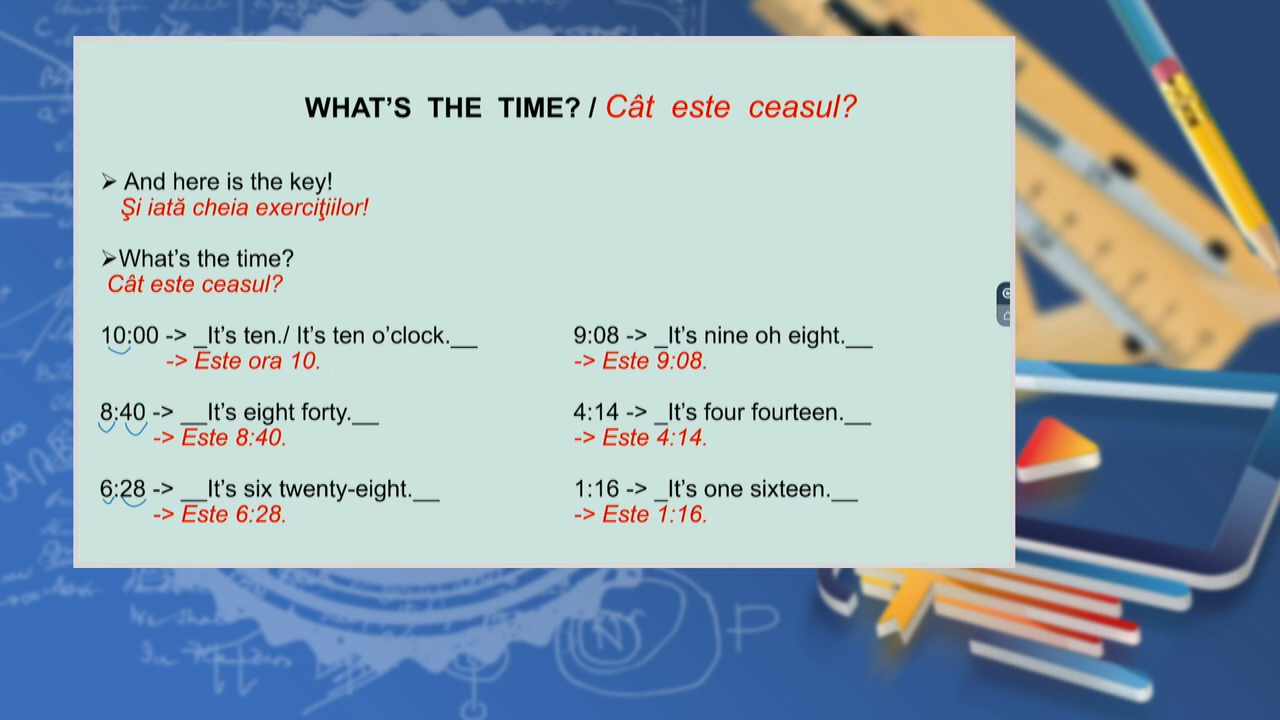 WHAT'S THE TIME? / Cât este ceasul?
➢ And here is the key!
Şi iată cheia exerciţiilor!
➢What's the time?
Cât este ceasul?
10:00 -> _It's ten./ It's ten o'clock.__
-> Este ora 10.
8:40 -> __It's eight forty.__
-> Este 8:40.
6:28 -> __It's six twenty-eight.__
-> Este 6:28.
9:08 -> _It's nine oh eight.__
-> Este 9:08.
4:14 -> _It's four fourteen.__
-> Este 4:14.
1:16 -> _It's one sixteen.__
-> Este 1:16.
N
P